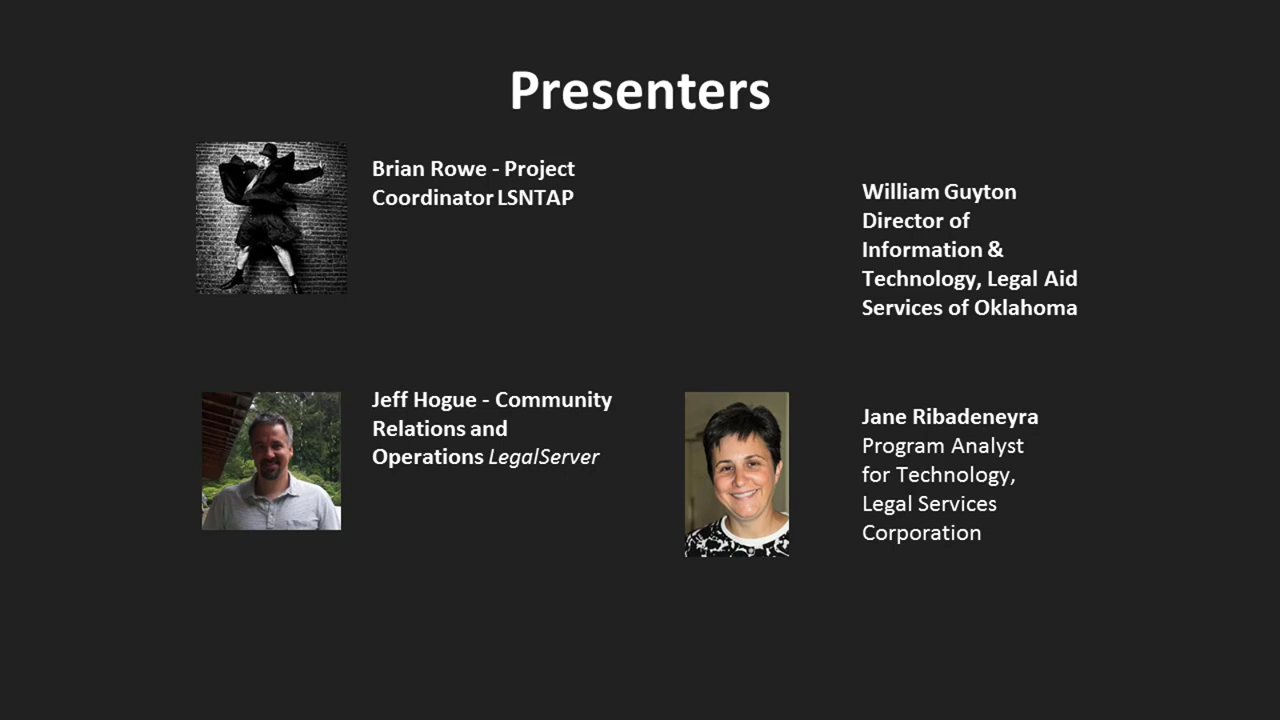 Presenters
Brian Rowe - Project
Coordinator LSNTAP
William Guyton
Director of
Information &
Technology, Legal Aid
Services of Oklahoma
Jeff Hogue - Community
Relations and
Operations LegalServer
Jane Ribadeneyra
Program Analyst
for Technology,
Legal Services
Corporation